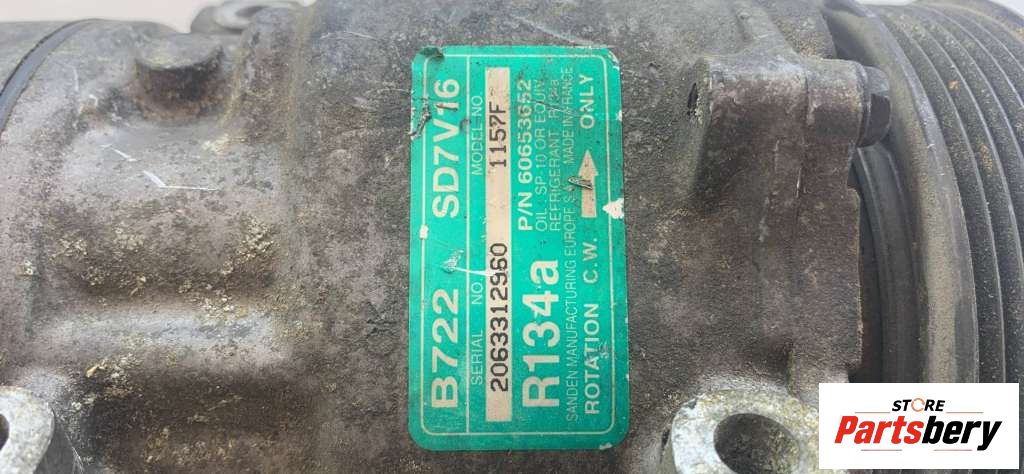 B722 SD7V16
SERIAL NO. MODEL NO
20633312960 1157F
R134a P/N 60653652
OIL : SP-10 OR EQUIV.
REFRIGERANT R134a
SANDEN MANUFACTURING EUROPE S. MADE IN FRANCE
ROTATION C.W. ONLY
STORE
Partsbery